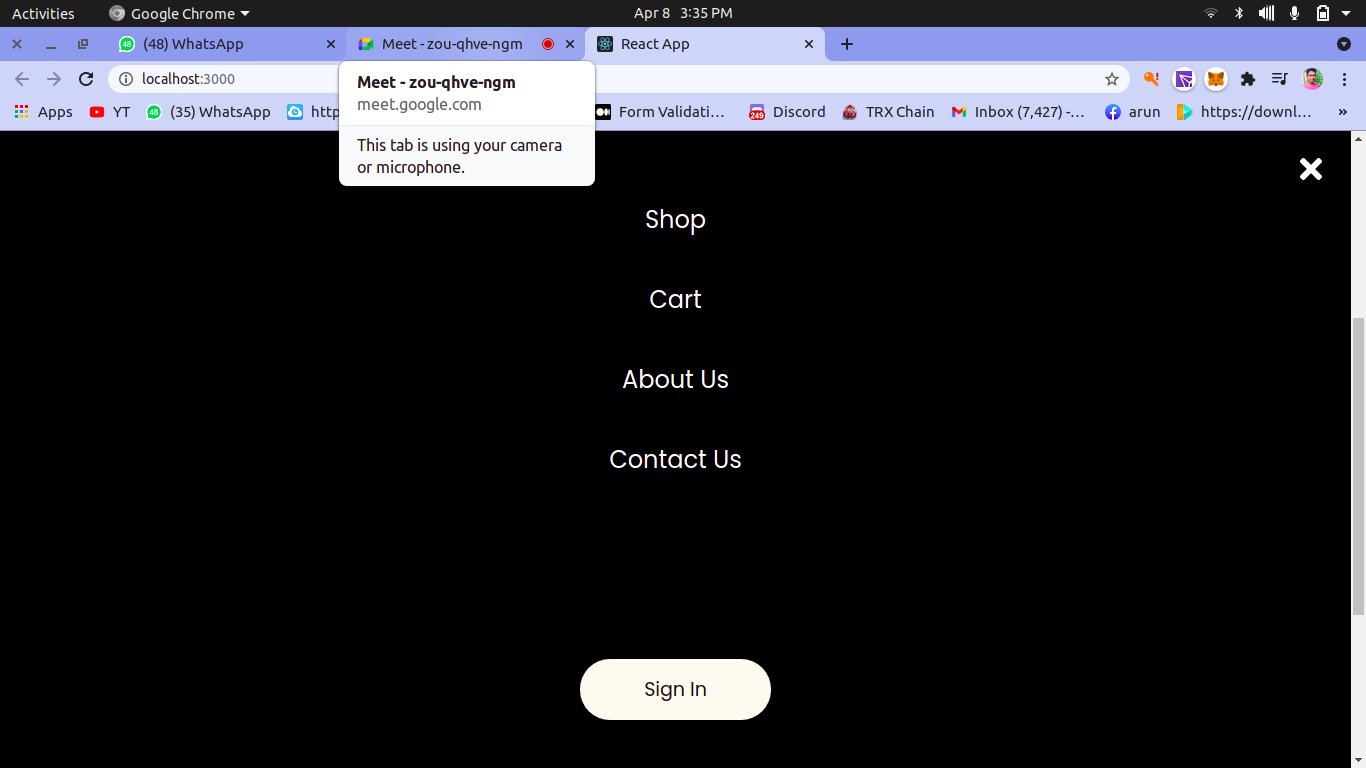 Activities
Google Chrome
Apr 8 3:35 PM
(48) WhatsApp
Meet - zou-qhve-ngm
React App
localhost:3000
Meet - zou-qhve-ngm
meet.google.com
This tab is using your camera
or microphone.
Apps
YT
(35) WhatsApp
http
Form Validati…
249
Discord
TRX Chain
Inbox (7,427) -…
arun
https://downl…
»
Shop
Cart
About Us
Contact Us
Sign In